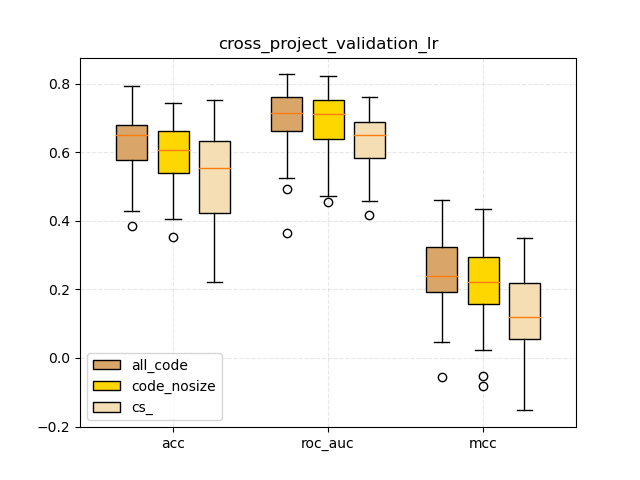 cross_project_validation_lr
0.8
0.6
0.4
0.2
0.0
−0.2
all_code
code_nosize
cs_
acc
roc_auc
mcc